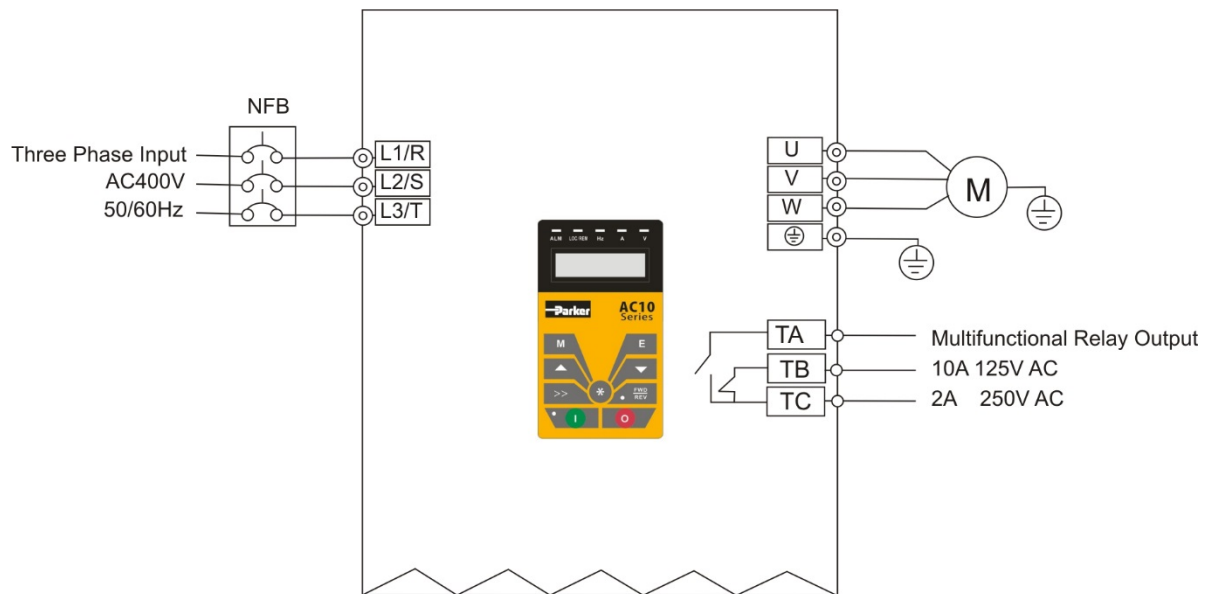 NFB
Three Phase Input
AC400V
50/60Hz
L1/R
L2/S
L3/T
U
V
W
M
ALM LOC/REM Hz A V
Parker
AC10
Series
M E
>> * FWD
REV
I O
TA
TB
TC
Multifunctional Relay Output
10A 125V AC
2A 250V AC